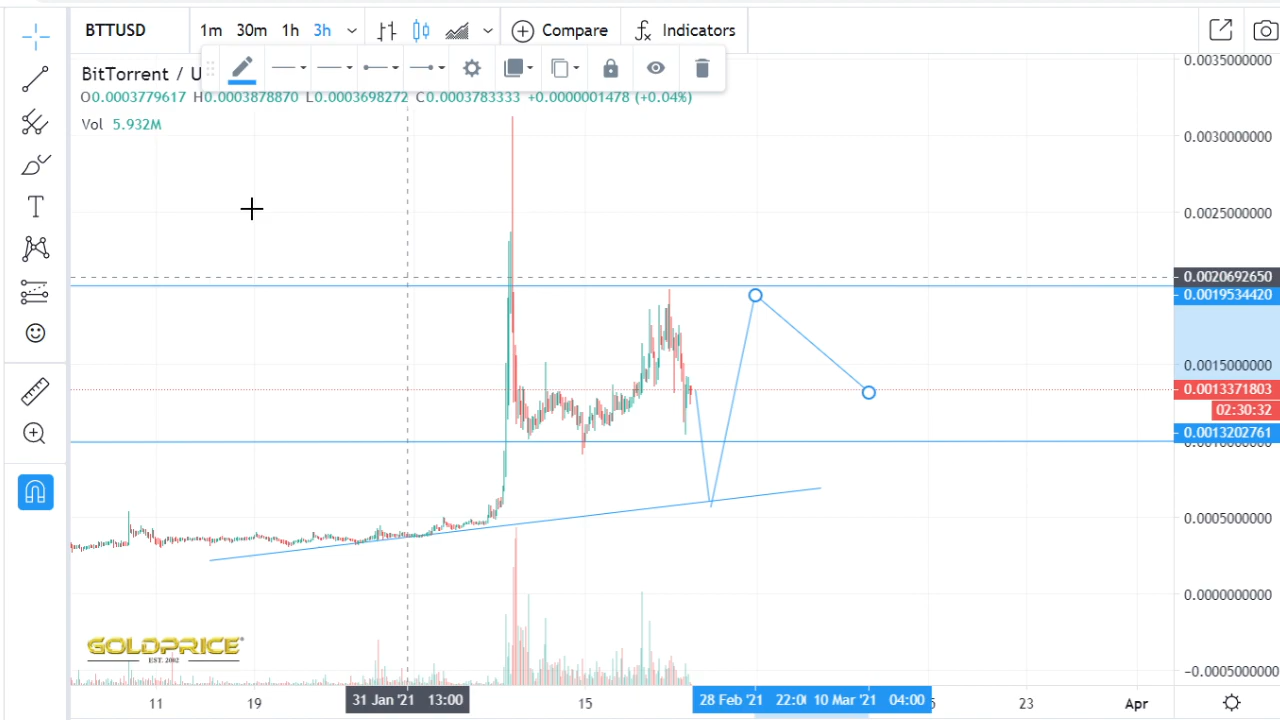 BTTUSD
1m 30m 1h 3h
Compare
Indicators
BitTorrent / U
O0.0003779617 H0.0003878870 L0.0003698272 C0.0003783333 +0.0000001478 (+0.04%)
Vol 5.932M
0.0035000000
0.0030000000
0.0025000000
0.0020692650
0.0019534420
0.0015000000
0.0013371803
02:30:32
0.0013202761
0.0005000000
0.0000000000
−0.0005000000
GOLDPRICE
EST. 2002
11
19
31 Jan '21 13:00
15
28 Feb '21 22:0
10 Mar '21 04:00
23
Apr